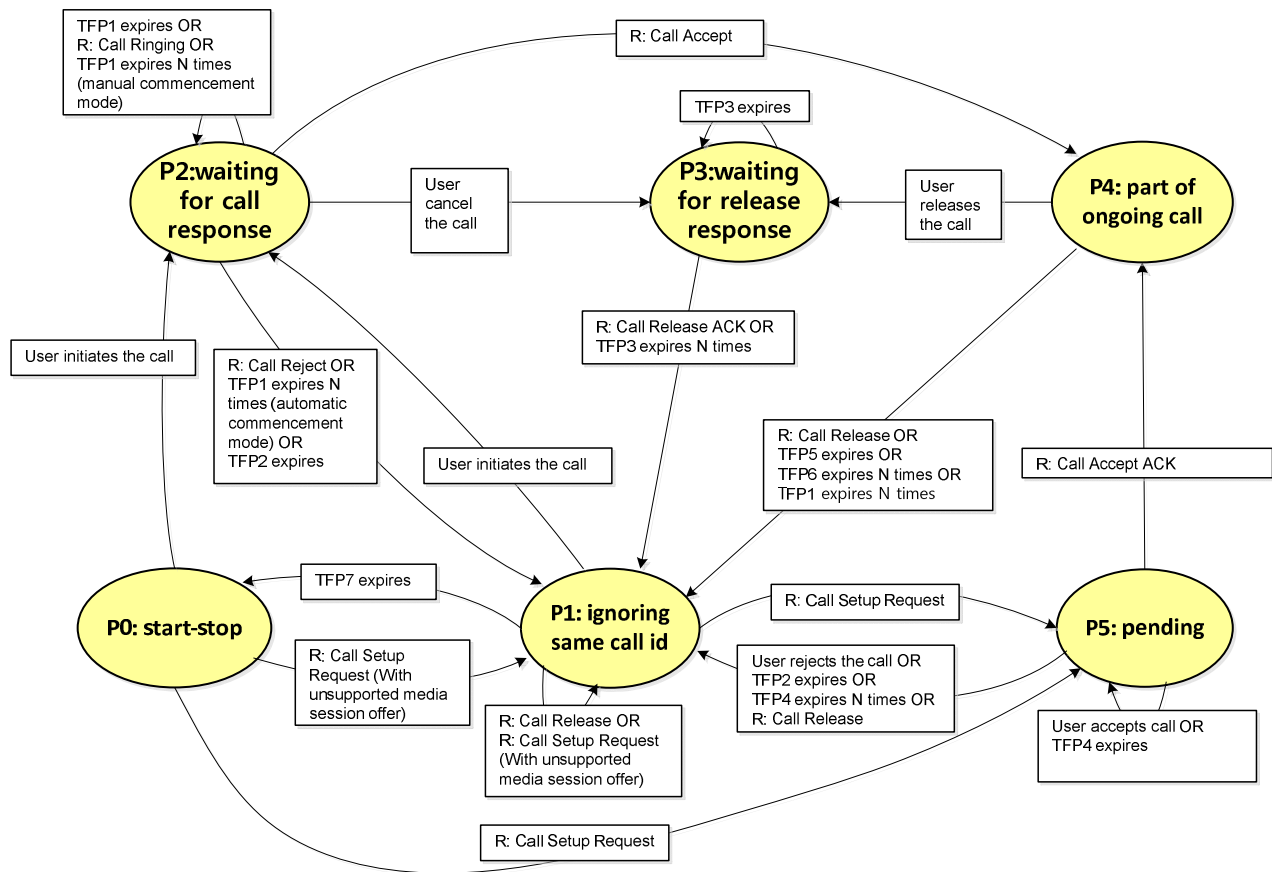 TFP1 expires OR
R: Call Ringing OR
TFP1 expires N times
(manual commencement
mode)
R: Call Accept
TFP3 expires
P2:waiting
for call
response
User
cancel
the call
P3:waiting
for release
response
User
releases
the call
P4: part of
ongoing call
User initiates the call
R: Call Reject OR
TFP1 expires N
times (automatic
commencement
mode) OR
TFP2 expires
User initiates the call
R: Call Release ACK OR
TFP3 expires N times
R: Call Release OR
TFP5 expires OR
TFP6 expires N times OR
TFP1 expires N times
R: Call Accept ACK
P0: start-stop
TFP7 expires
R: Call Setup
Request (With
unsupported media
session offer)
P1: ignoring
same call id
R: Call Release OR
R: Call Setup Request
(With unsupported
media session offer)
R: Call Setup Request
User rejects the call OR
TFP2 expires OR
TFP4 expires N times OR
R: Call Release
P5: pending
User accepts call OR
TFP4 expires
R: Call Setup Request